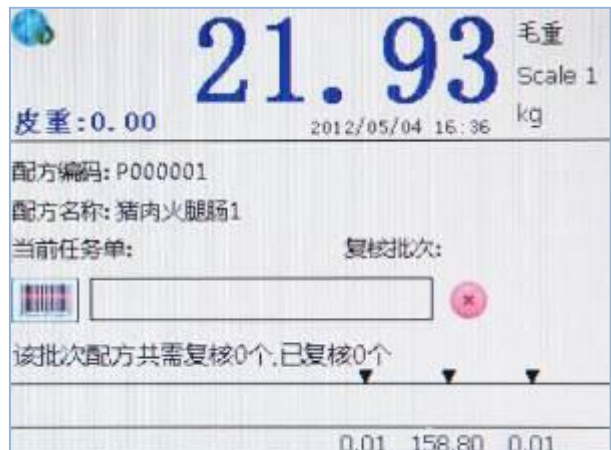 21.93
毛重
Scale 1
kg
皮重:0.00
2012/05/04 16:36
配方编码: P000001
配方名称: 猪肉火腿肠1
当前任务单: 复核批次:
该批次配方共需复核0个,已复核0个
0.01 158.80 0.01